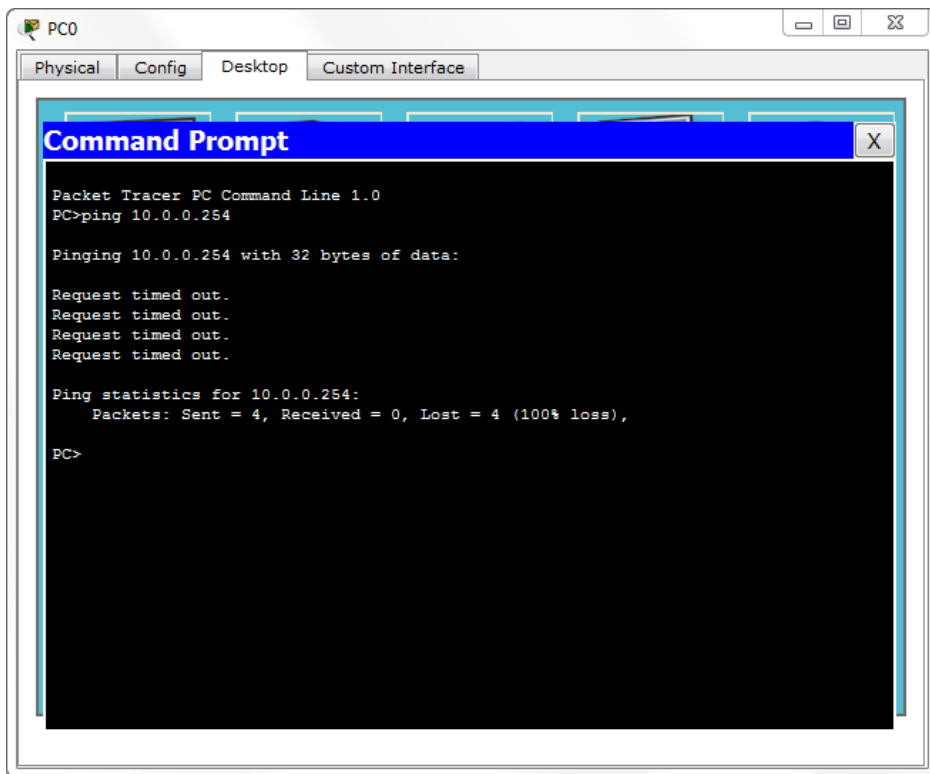 PC0
Physical Config Desktop Custom Interface
Command Prompt X
Packet Tracer PC Command Line 1.0
PC>ping 10.0.0.254
Pinging 10.0.0.254 with 32 bytes of data:
Request timed out.
Request timed out.
Request timed out.
Request timed out.
Ping statistics for 10.0.0.254:
Packets: Sent = 4, Received = 0, Lost = 4 (100% loss),
PC>